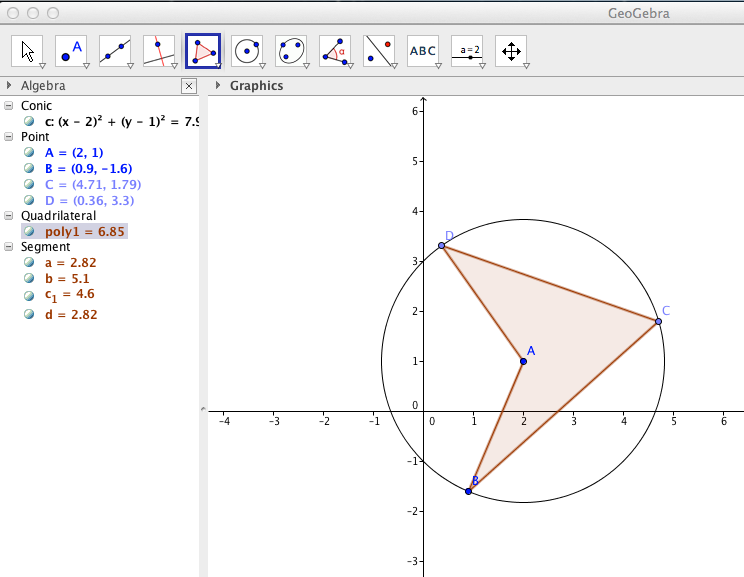 GeoGebra
A
α
ABC
a=2
Algebra
Graphics
Conic
c: (x – 2)² + (y – 1)² = 7.9
Point
A = (2, 1)
B = (0.9, –1.6)
C = (4.71, 1.79)
D = (0.36, 3.3)
Quadrilateral
poly1 = 6.85
Segment
a = 2.82
b = 5.1
c₁ = 4.6
d = 2.82
6
5
4
D
3
2
C
A
1
0
–4 –3 –2 –1 0 1 2 3 4 5 6
–1
B
–2
–3